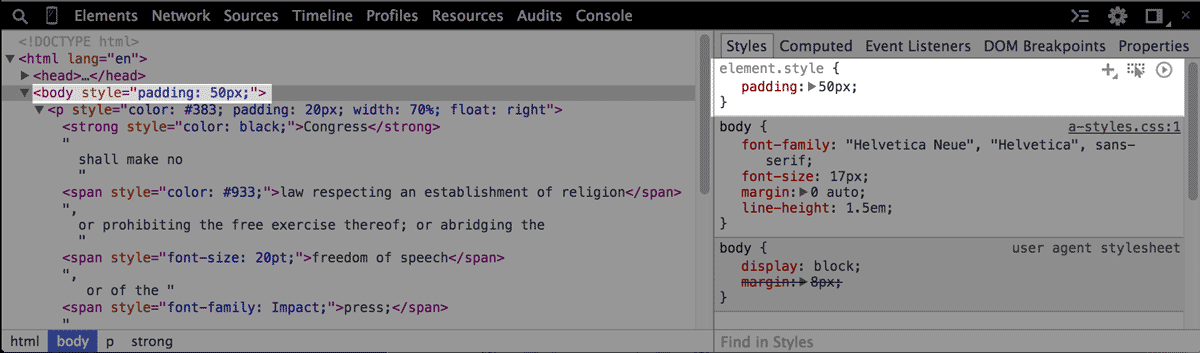 Elements Network Sources Timeline Profiles Resources Audits Console
<!DOCTYPE html>
<html lang="en">
<head>…</head>
<body style="padding: 50px;">
<p style="color: #383; padding: 20px; width: 70%; float: right">
<strong style="color: black;">Congress</strong>
"
shall make no
"
<span style="color: #933;">law respecting an establishment of religion</span>
",
or prohibiting the free exercise thereof; or abridging the
"
<span style="font-size: 20pt;">freedom of speech</span>
",
or of the "
<span style="font-family: Impact;">press;</span>
"
html body p strong
Styles Computed Event Listeners DOM Breakpoints Properties
element.style {
padding: 50px;
}
body { a-styles.css:1
font-family: "Helvetica Neue", "Helvetica", sans-
serif;
font-size: 17px;
margin: 0 auto;
line-height: 1.5em;
}
body { user agent stylesheet
display: block;
margin: 8px;
}
Find in Styles